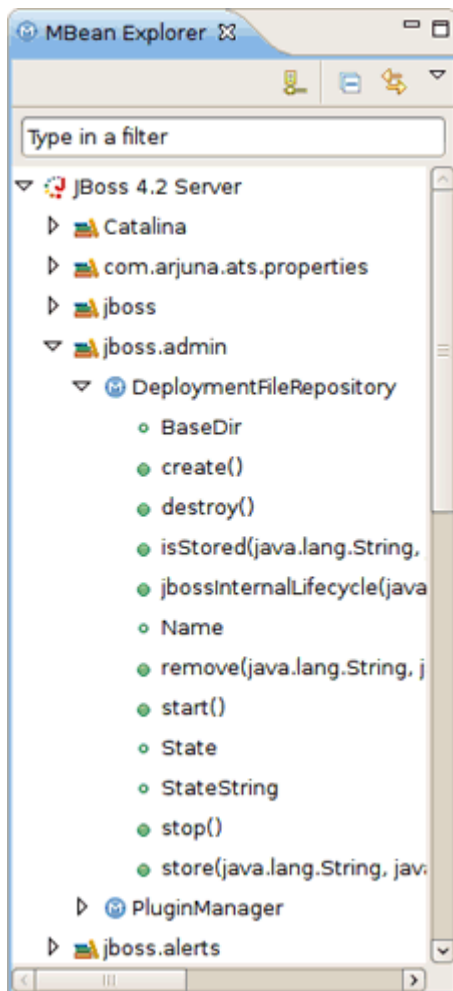 MBean Explorer
Type in a filter
JBoss 4.2 Server
Catalina
com.arjuna.ats.properties
jboss
jboss.admin
DeploymentFileRepository
BaseDir
create()
destroy()
isStored(java.lang.String,
jbossInternalLifecycle(java
Name
remove(java.lang.String, j
start()
State
StateString
stop()
store(java.lang.String, java
PluginManager
jboss.alerts